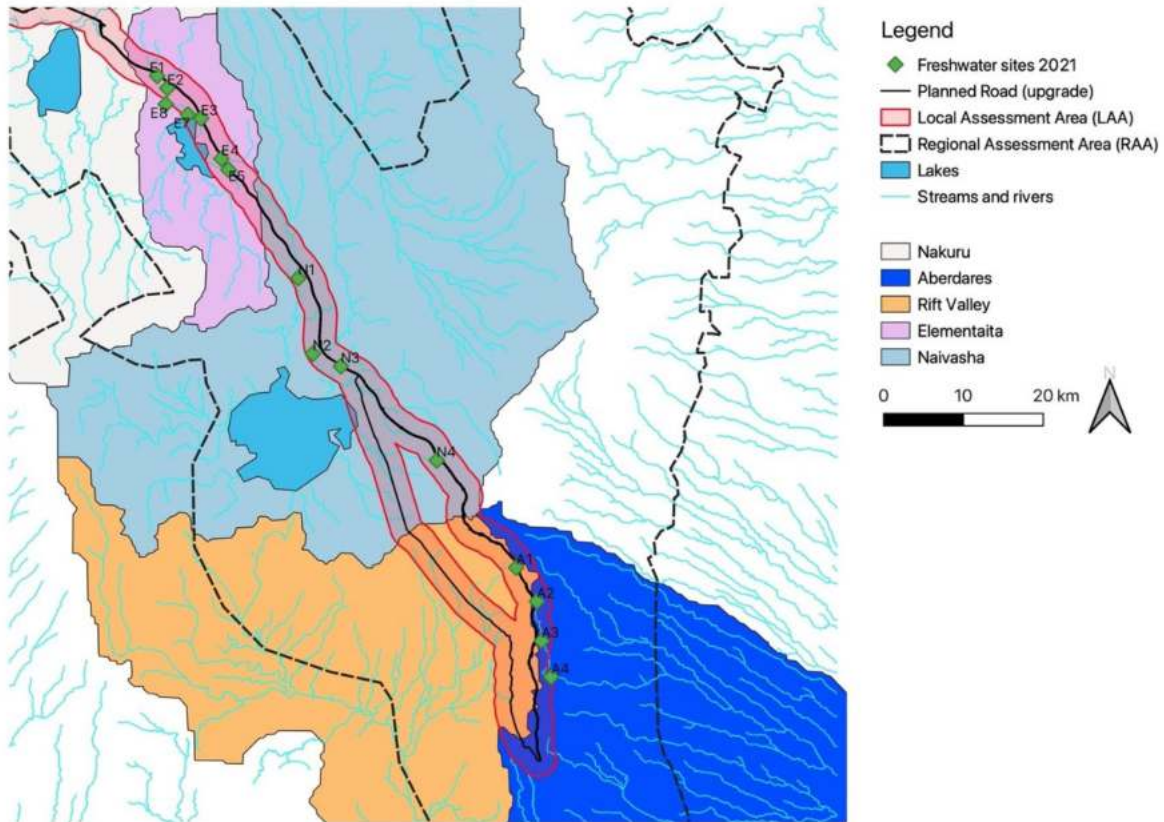 Legend
Freshwater sites 2021
Planned Road (upgrade)
Local Assessment Area (LAA)
Regional Assessment Area (RAA)
Lakes
Streams and rivers
Nakuru
Aberdares
Rift Valley
Elementaita
Naivasha
N
0 10 20 km
E1
E2
E8
E7
E3
E4
E5
N1
N2
N3
N4
A1
A2
A3
A4